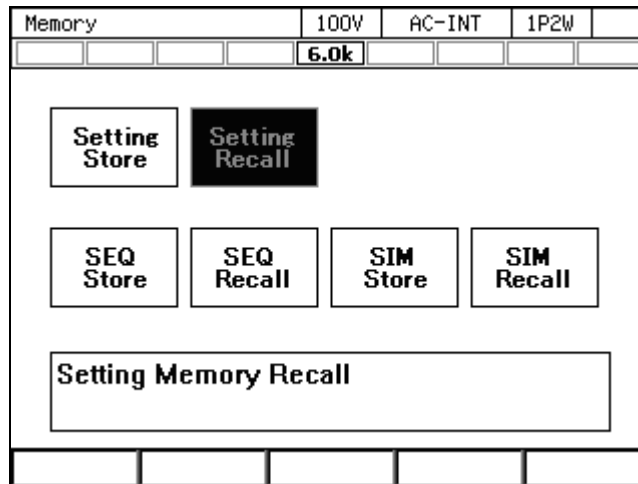 Memory 100V AC-INT 1P2W
6.0k
Setting Store
Setting Recall
SEQ Store
SEQ Recall
SIM Store
SIM Recall
Setting Memory Recall